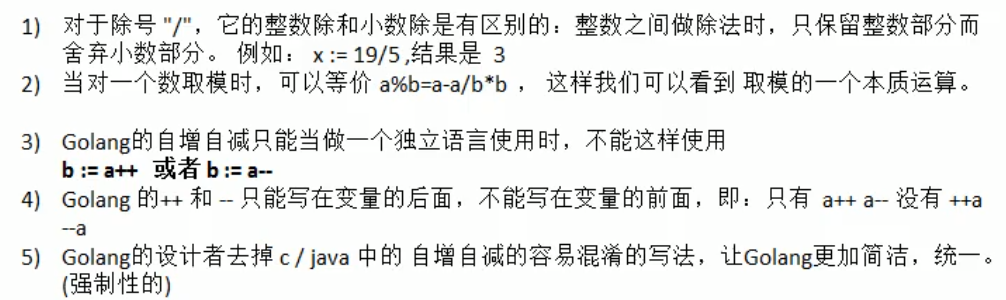 1) 对于除号 "/"，它的整数除和小数除是有区别的：整数之间做除法时，只保留整数部分而
舍弃小数部分。 例如： x := 19/5 ,结果是 3
2) 当对一个数取模时，可以等价 a%b=a-a/b*b ， 这样我们可以看到 取模的一个本质运算。
3) Golang的自增自减只能当做一个独立语言使用时，不能这样使用
b := a++ 或者 b := a--
4) Golang 的++ 和 -- 只能写在变量的后面，不能写在变量的前面，即：只有 a++ a-- 没有 ++a
--a
5) Golang的设计者去掉 c / java 中的 自增自减的容易混淆的写法，让Golang更加简洁，统一。
(强制性的)